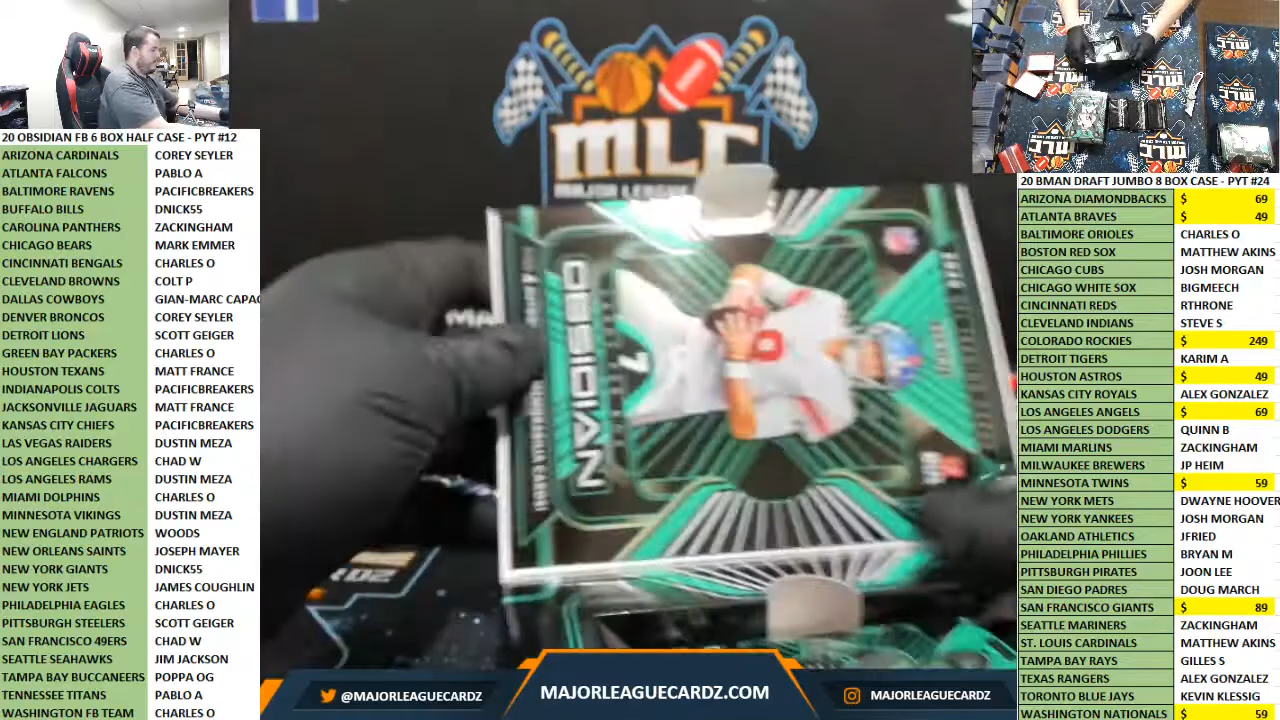 20 OBSIDIAN FB 6 BOX HALF CASE - PYT #12
ARIZONA CARDINALS COREY SEYLER
ATLANTA FALCONS PABLO A
BALTIMORE RAVENS PACIFICBREAKERS
BUFFALO BILLS DNICK55
CAROLINA PANTHERS ZACKINGHAM
CHICAGO BEARS MARK EMMER
CINCINNATI BENGALS CHARLES O
CLEVELAND BROWNS COLT P
DALLAS COWBOYS GIAN-MARC CAPAC
DENVER BRONCOS COREY SEYLER
DETROIT LIONS SCOTT GEIGER
GREEN BAY PACKERS CHARLES O
HOUSTON TEXANS MATT FRANCE
INDIANAPOLIS COLTS PACIFICBREAKERS
JACKSONVILLE JAGUARS MATT FRANCE
KANSAS CITY CHIEFS PACIFICBREAKERS
LAS VEGAS RAIDERS DUSTIN MEZA
LOS ANGELES CHARGERS CHAD W
LOS ANGELES RAMS DUSTIN MEZA
MIAMI DOLPHINS CHARLES O
MINNESOTA VIKINGS DUSTIN MEZA
NEW ENGLAND PATRIOTS WOODS
NEW ORLEANS SAINTS JOSEPH MAYER
NEW YORK GIANTS DNICK55
NEW YORK JETS JAMES COUGHLIN
PHILADELPHIA EAGLES CHARLES O
PITTSBURGH STEELERS SCOTT GEIGER
SAN FRANCISCO 49ERS CHAD W
SEATTLE SEAHAWKS JIM JACKSON
TAMPA BAY BUCCANEERS POPPA OG
TENNESSEE TITANS PABLO A
WASHINGTON FB TEAM CHARLES O
MLC
MAJOR LEAGUE
OBSIDIAN
7
@MAJORLEAGUECARDZ
MAJORLEAGUECARDZ.COM
MAJORLEAGUECARDZ
20 BMAN DRAFT JUMBO 8 BOX CASE - PYT #24
ARIZONA DIAMONDBACKS $ 69
ATLANTA BRAVES $ 49
BALTIMORE ORIOLES CHARLES O
BOSTON RED SOX MATTHEW AKINS
CHICAGO CUBS JOSH MORGAN
CHICAGO WHITE SOX BIGMEECH
CINCINNATI REDS RTHRONE
CLEVELAND INDIANS STEVE S
COLORADO ROCKIES $ 249
DETROIT TIGERS KARIM A
HOUSTON ASTROS $ 49
KANSAS CITY ROYALS ALEX GONZALEZ
LOS ANGELES ANGELS $ 69
LOS ANGELES DODGERS QUINN B
MIAMI MARLINS ZACKINGHAM
MILWAUKEE BREWERS JP HEIM
MINNESOTA TWINS $ 59
NEW YORK METS DWAYNE HOOVER
NEW YORK YANKEES JOSH MORGAN
OAKLAND ATHLETICS JFRIED
PHILADELPHIA PHILLIES BRYAN M
PITTSBURGH PIRATES JOON LEE
SAN DIEGO PADRES DOUG MARCH
SAN FRANCISCO GIANTS $ 89
SEATTLE MARINERS ZACKINGHAM
ST. LOUIS CARDINALS MATTHEW AKINS
TAMPA BAY RAYS GILLES S
TEXAS RANGERS ALEX GONZALEZ
TORONTO BLUE JAYS KEVIN KLESSIG
WASHINGTON NATIONALS $ 59